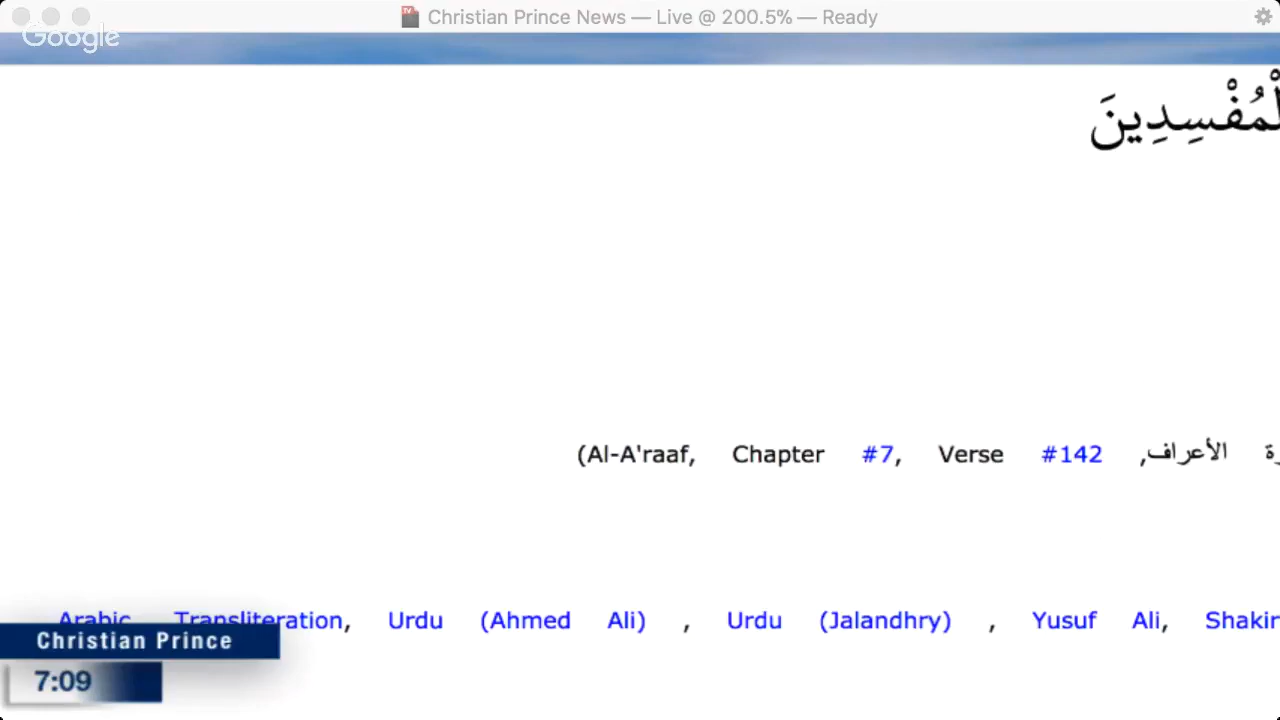 Christian Prince News — Live @ 200.5% — Ready
Google
لْمُفْسِدِينَ
(Al-A'raaf, Chapter #7, Verse #142 ,الأعراف
Arabic Transliteration, Urdu (Ahmed Ali) , Urdu (Jalandhry) , Yusuf Ali, Shakir
Christian Prince
7:09